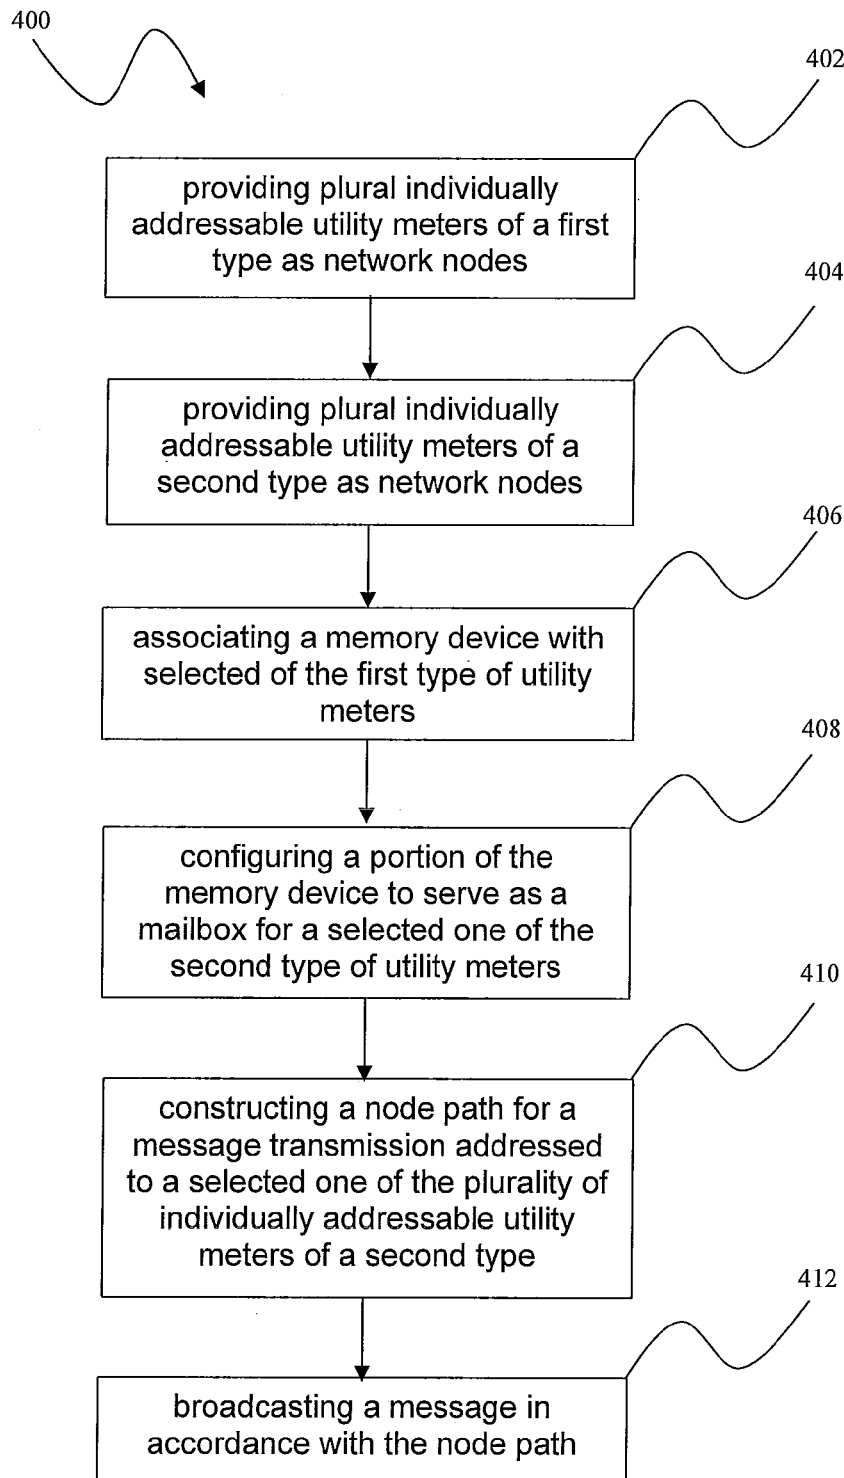 400
402
providing plural individually
addressable utility meters of a first
type as network nodes
404
providing plural individually
addressable utility meters of a
second type as network nodes
406
associating a memory device with
selected of the first type of utility
meters
408
configuring a portion of the
memory device to serve as a
mailbox for a selected one of the
second type of utility meters
410
constructing a node path for a
message transmission addressed
to a selected one of the plurality of
individually addressable utility
meters of a second type
412
broadcasting a message in
accordance with the node path